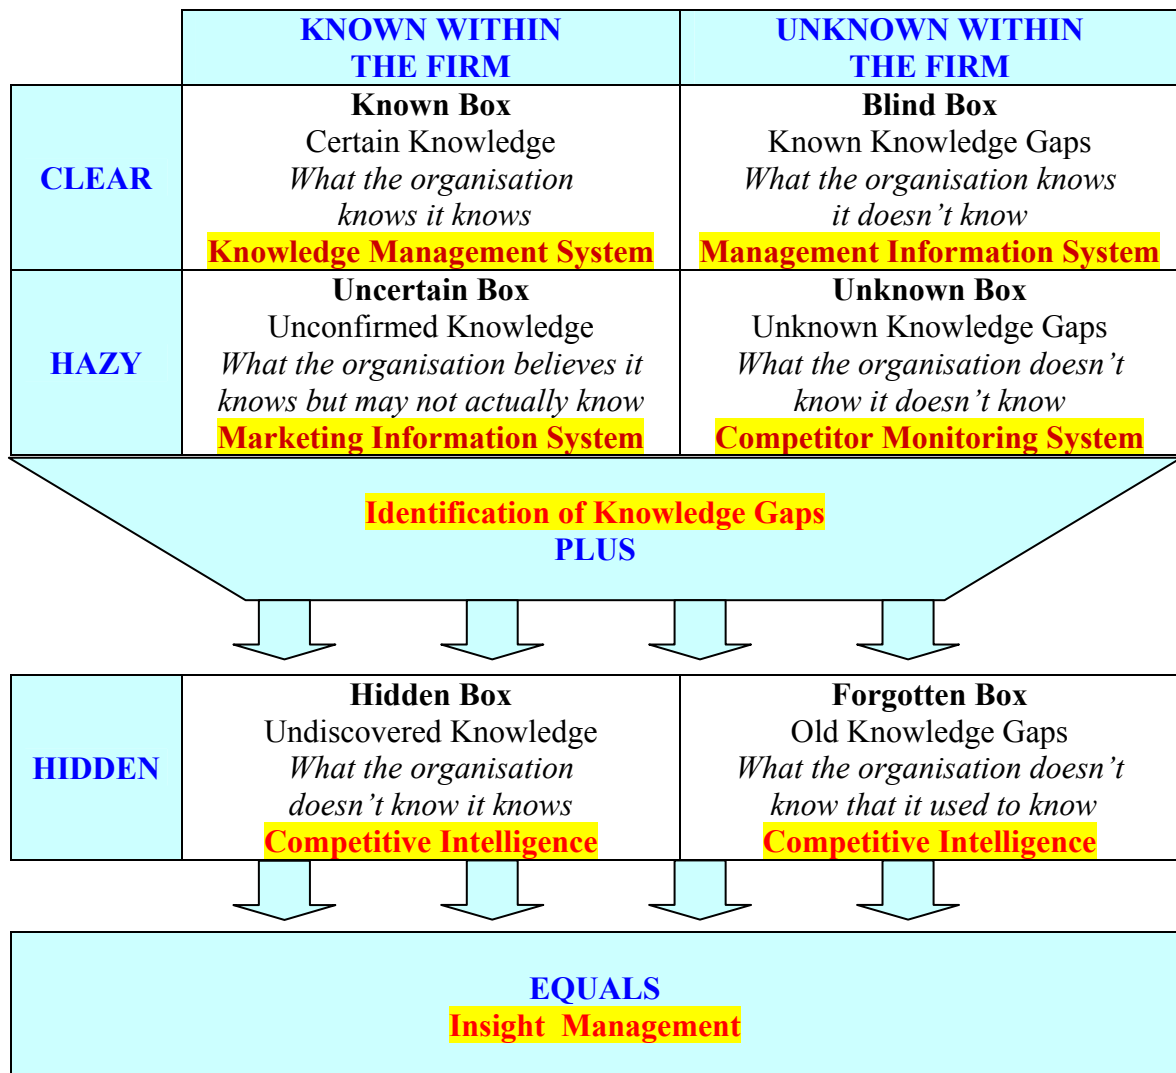 KNOWN WITHIN
THE FIRM
UNKNOWN WITHIN
THE FIRM
CLEAR
Known Box
Certain Knowledge
What the organisation
knows it knows
Knowledge Management System
Blind Box
Known Knowledge Gaps
What the organisation knows
it doesn’t know
Management Information System
HAZY
Uncertain Box
Unconfirmed Knowledge
What the organisation believes it
knows but may not actually know
Marketing Information System
Unknown Box
Unknown Knowledge Gaps
What the organisation doesn’t
know it doesn’t know
Competitor Monitoring System
Identification of Knowledge Gaps
PLUS
HIDDEN
Hidden Box
Undiscovered Knowledge
What the organisation
doesn’t know it knows
Competitive Intelligence
Forgotten Box
Old Knowledge Gaps
What the organisation doesn’t
know that it used to know
Competitive Intelligence
EQUALS
Insight Management